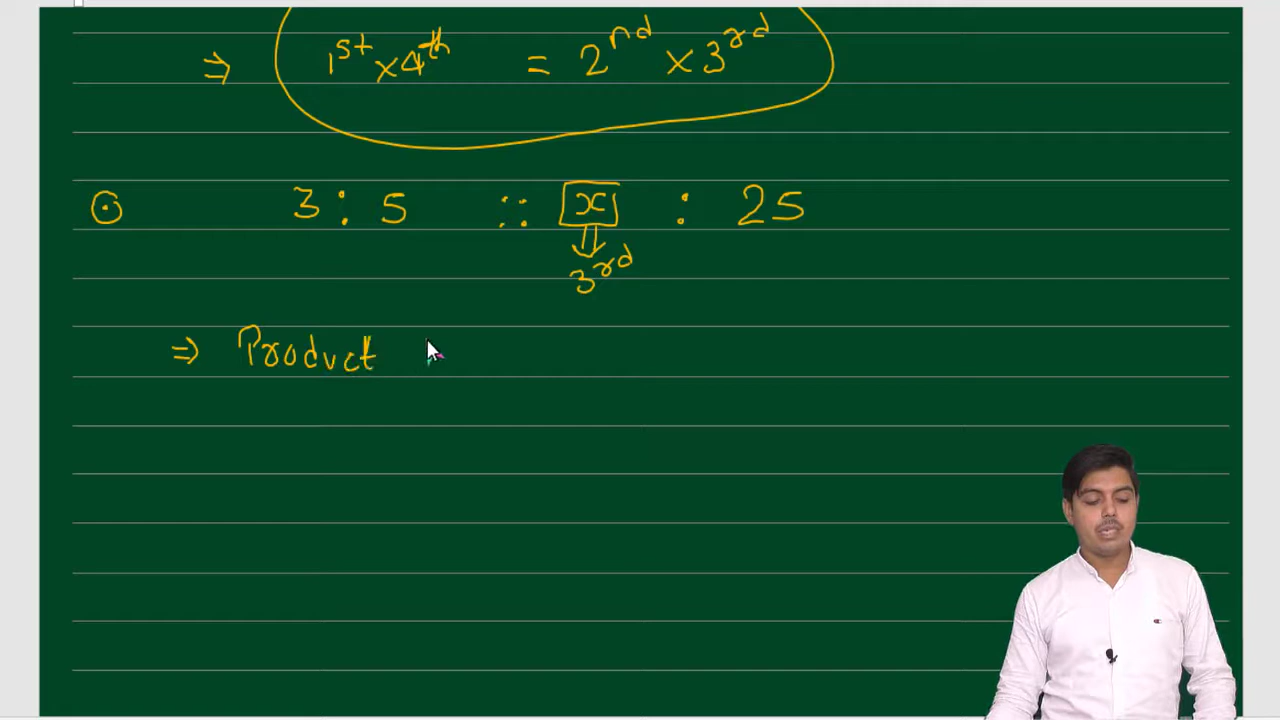 ⇒ 1st × 4th = 2nd × 3rd
⊙ 3 : 5 :: x : 25
3rd
⇒ Product